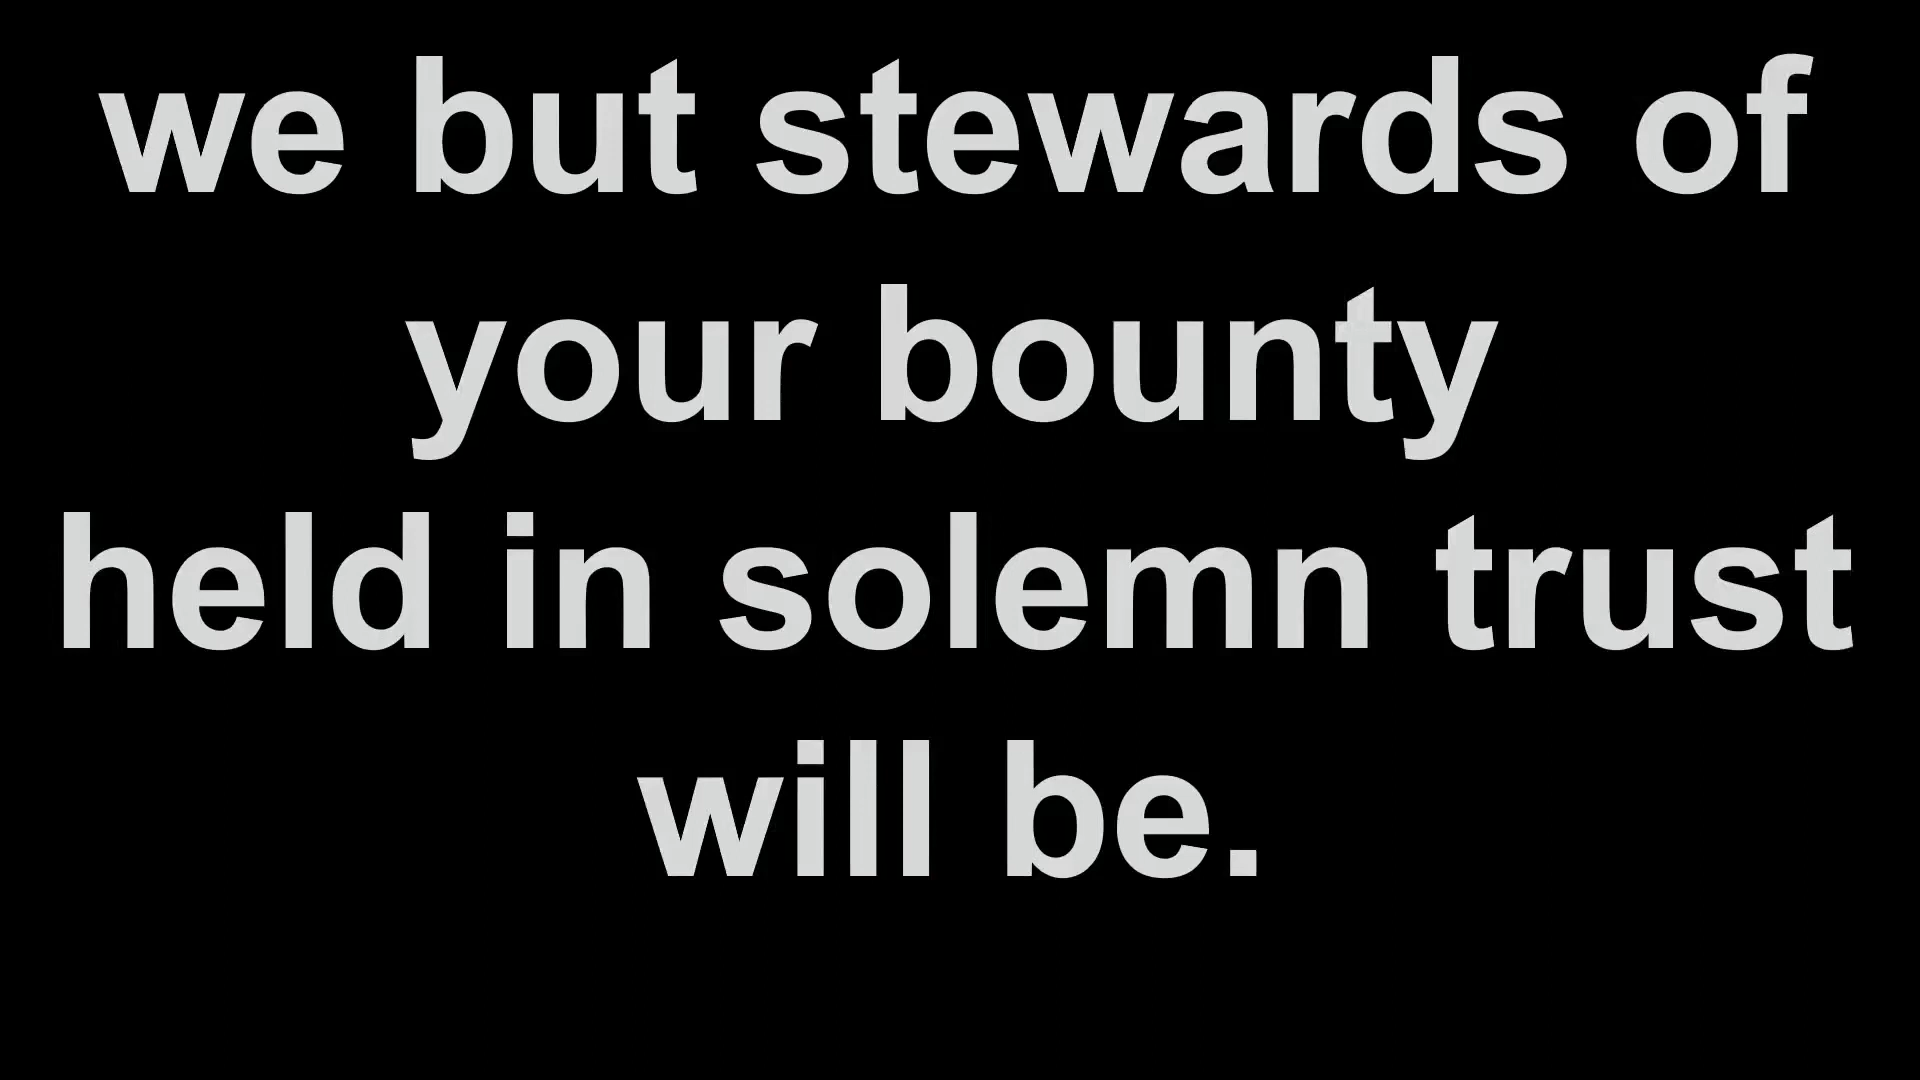 we but stewards of
your bounty
held in solemn trust
will be.